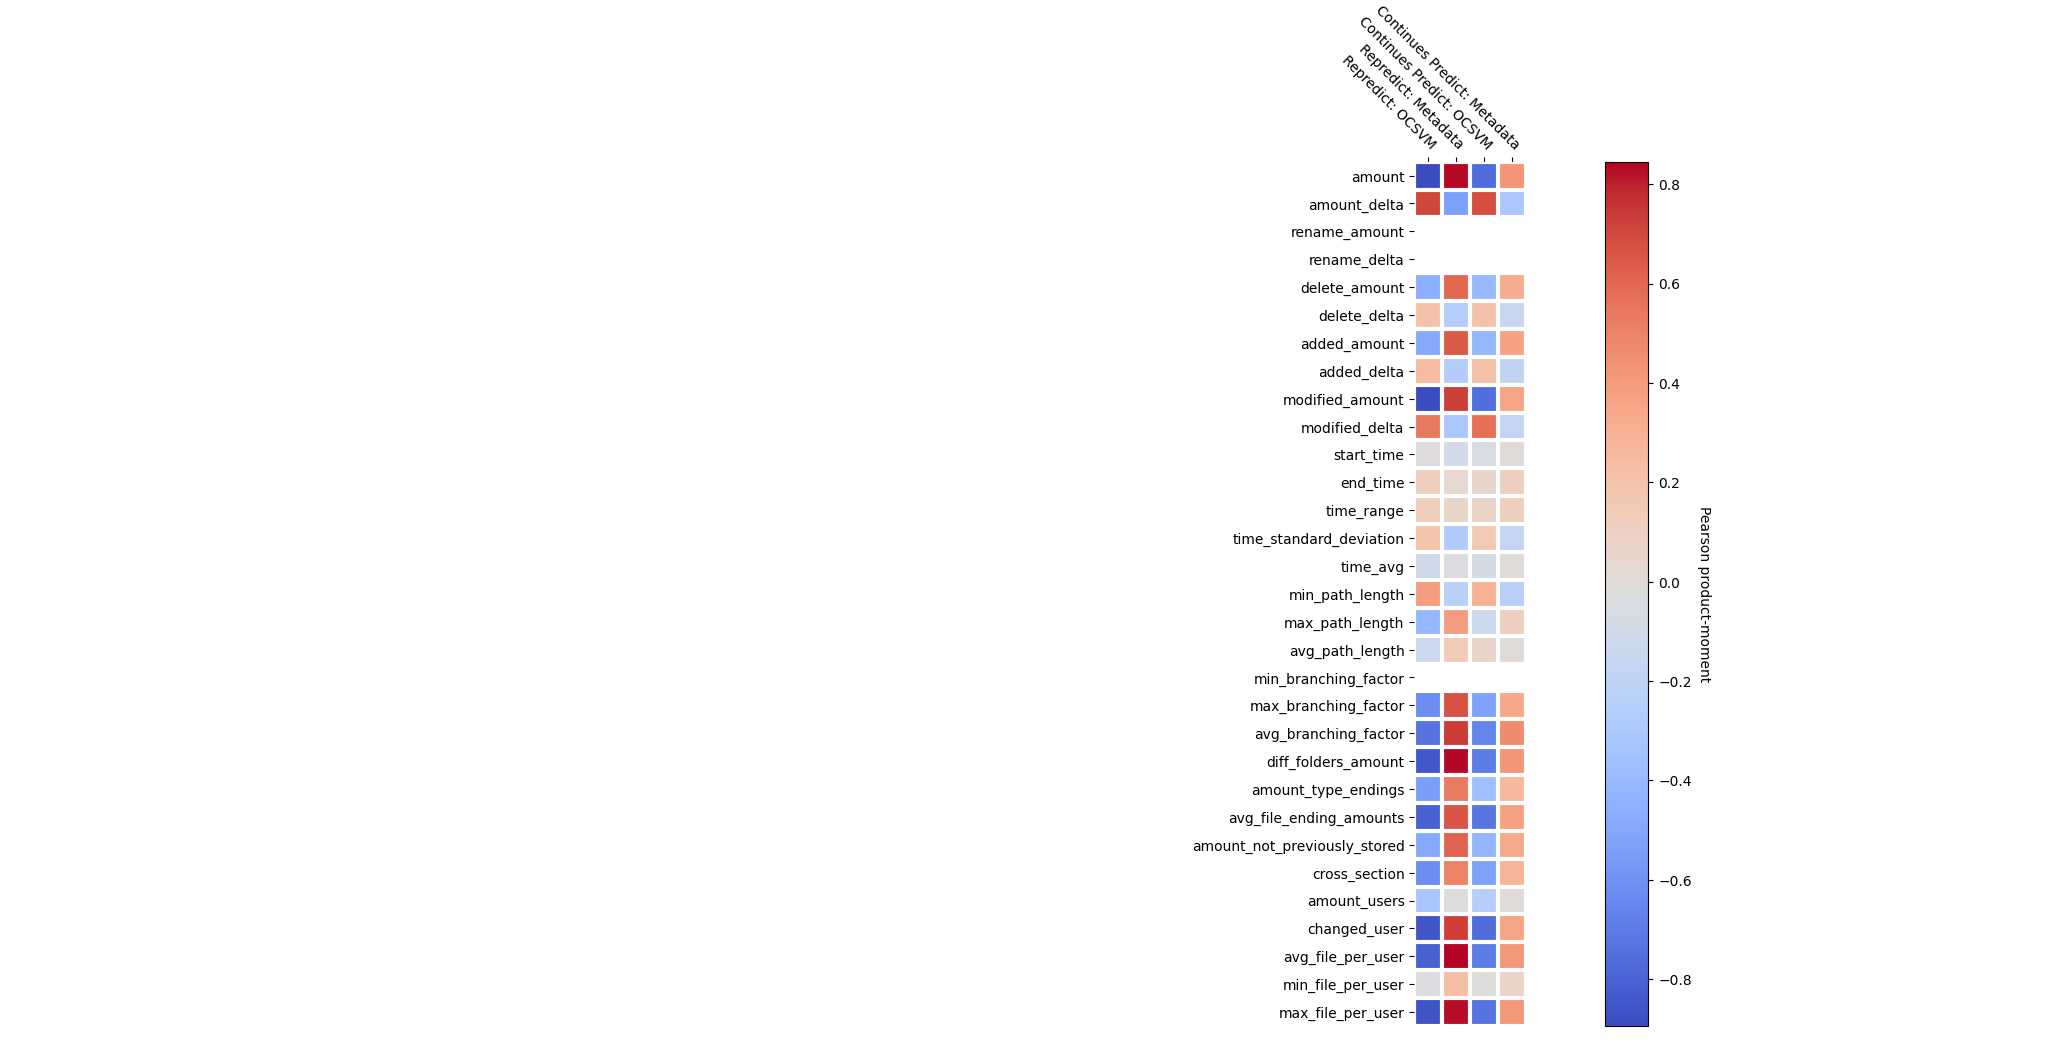 Continues Predict: Metadata
Continues Predict: OCSVM
Repredict: Metadata
Repredict: OCSVM
amount
amount_delta
rename_amount
rename_delta
delete_amount
delete_delta
added_amount
added_delta
modified_amount
modified_delta
start_time
end_time
time_range
time_standard_deviation
time_avg
min_path_length
max_path_length
avg_path_length
min_branching_factor
max_branching_factor
avg_branching_factor
diff_folders_amount
amount_type_endings
avg_file_ending_amounts
amount_not_previously_stored
cross_section
amount_users
changed_user
avg_file_per_user
min_file_per_user
max_file_per_user
0.8
0.6
0.4
0.2
0.0
−0.2
−0.4
−0.6
−0.8
Pearson product-moment